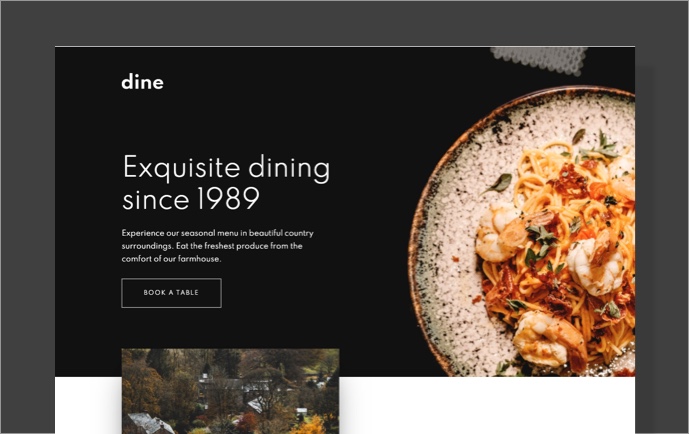 dine
Exquisite dining
since 1989
Experience our seasonal menu in beautiful country
surroundings. Eat the freshest produce from the
comfort of our farmhouse.
BOOK A TABLE